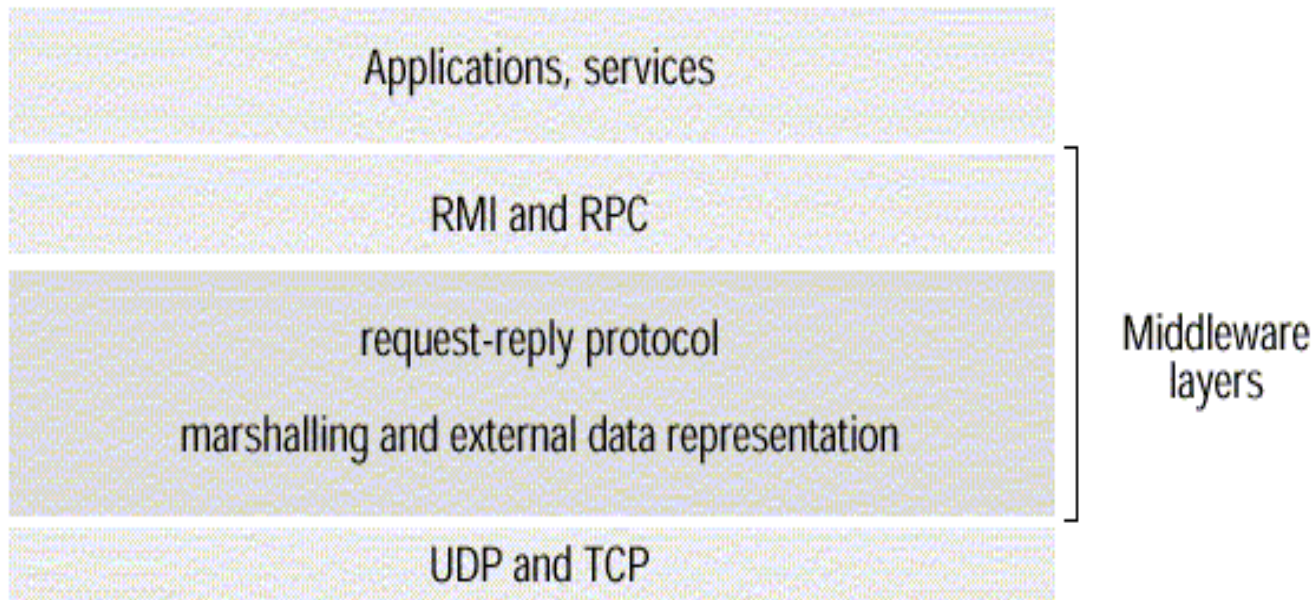 Applications, services
RMI and RPC
request-reply protocol
marshalling and external data representation
Middleware
layers
UDP and TCP